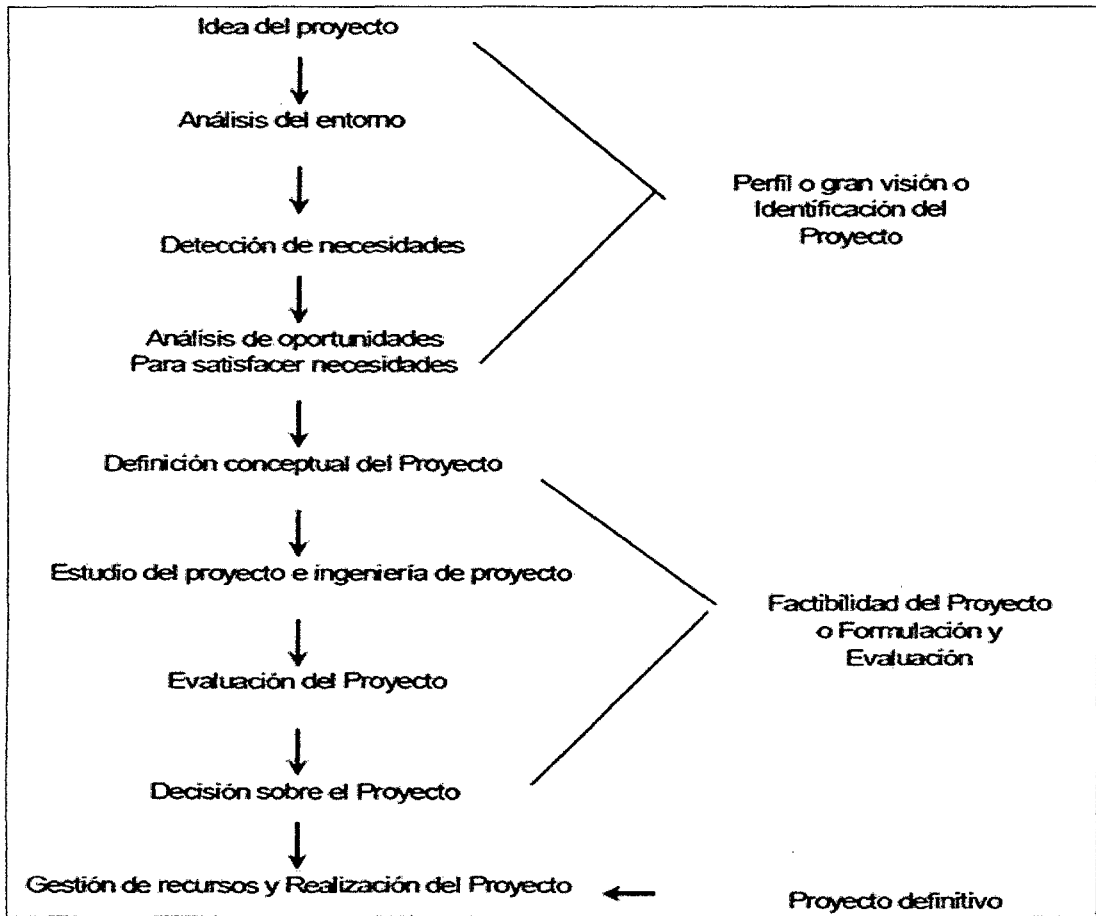 Idea del proyecto
Análisis del entorno
Detección de necesidades
Análisis de oportunidades
Para satisfacer necesidades
Perfil o gran visión o
Identificación del
Proyecto
Definición conceptual del Proyecto
Estudio del proyecto e ingeniería de proyecto
Evaluación del Proyecto
Decisión sobre el Proyecto
Factibilidad del Proyecto
o Formulación y
Evaluación
Gestión de recursos y Realización del Proyecto
Proyecto definitivo